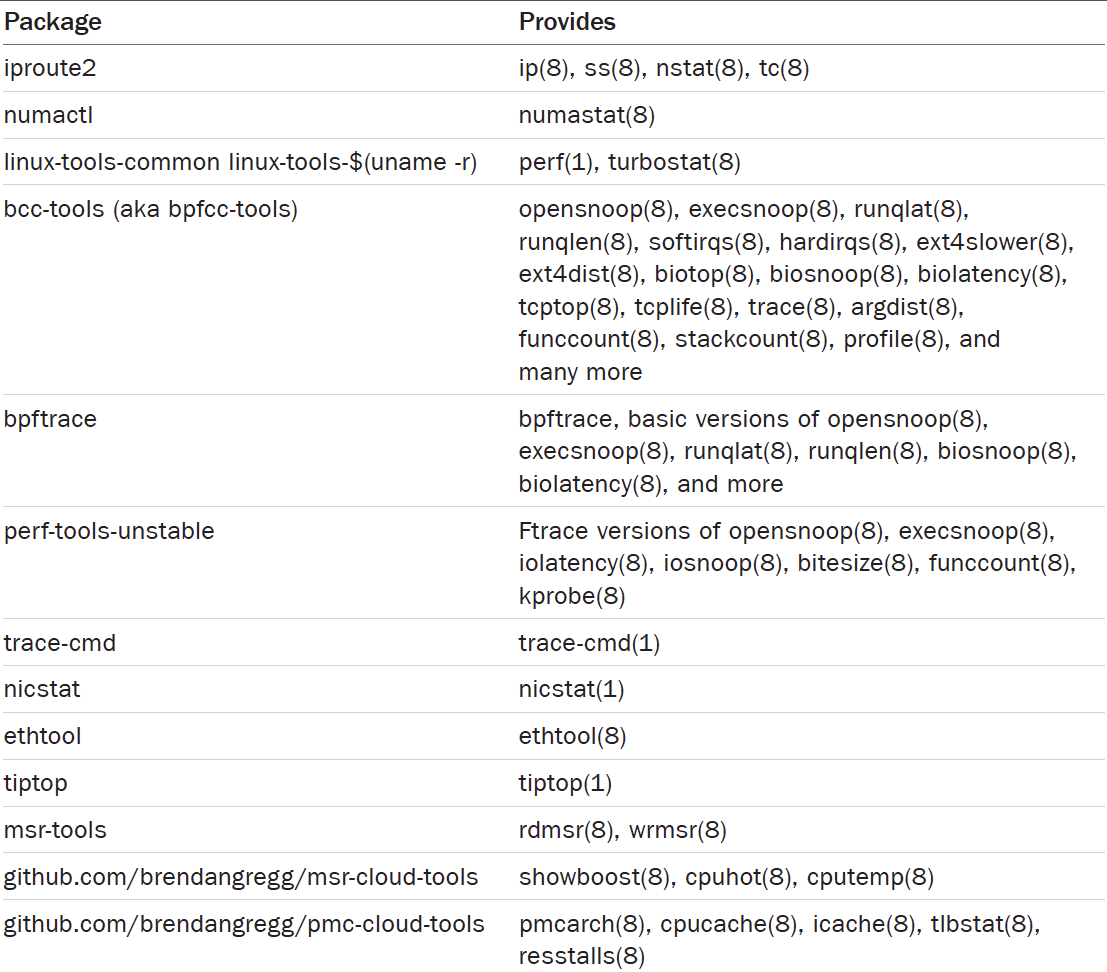 Package Provides
iproute2 ip(8), ss(8), nstat(8), tc(8)
numactl numastat(8)
linux-tools-common linux-tools-$(uname -r) perf(1), turbostat(8)
bcc-tools (aka bpfcc-tools) opensnoop(8), execsnoop(8), runqlat(8),
runqlen(8), softirqs(8), hardirqs(8), ext4slower(8),
ext4dist(8), biotop(8), biosnoop(8), biolatency(8),
tcptop(8), tcplife(8), trace(8), argdist(8),
funccount(8), stackcount(8), profile(8), and
many more
bpftrace bpftrace, basic versions of opensnoop(8),
execsnoop(8), runqlat(8), runqlen(8), biosnoop(8),
biolatency(8), and more
perf-tools-unstable Ftrace versions of opensnoop(8), execsnoop(8),
iolatency(8), iosnoop(8), bitesize(8), funccount(8),
kprobe(8)
trace-cmd trace-cmd(1)
nicstat nicstat(1)
ethtool ethtool(8)
tiptop tiptop(1)
msr-tools rdmsr(8), wrmsr(8)
github.com/brendangregg/msr-cloud-tools showboost(8), cpuhot(8), cputemp(8)
github.com/brendangregg/pmc-cloud-tools pmcarch(8), cpucache(8), icache(8), tlbstat(8),
resstalls(8)